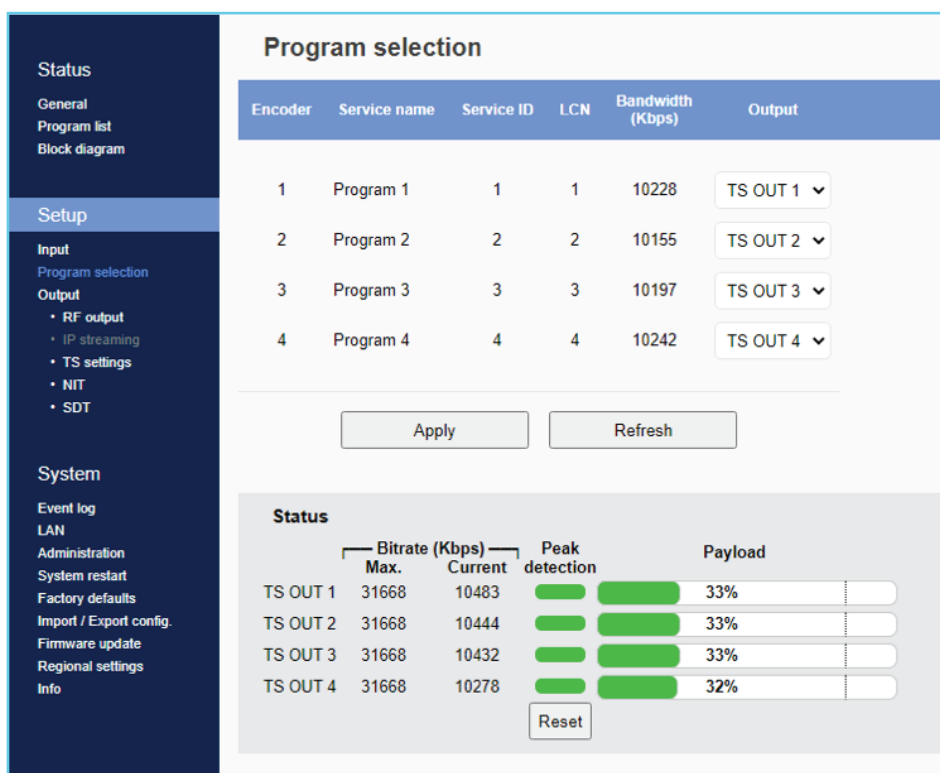 Status
General
Program list
Block diagram
Setup
Input
Program selection
Output
• RF output
• IP streaming
• TS settings
• NIT
• SDT
System
Event log
LAN
Administration
System restart
Factory defaults
Import / Export config.
Firmware update
Regional settings
Info
Program selection
Encoder Service name Service ID LCN Bandwidth (Kbps) Output
1 Program 1 1 1 10228 TS OUT 1
2 Program 2 2 2 10155 TS OUT 2
3 Program 3 3 3 10197 TS OUT 3
4 Program 4 4 4 10242 TS OUT 4
Apply Refresh
Status
Bitrate (Kbps) Peak Payload
Max. Current detection
TS OUT 1 31668 10483 33%
TS OUT 2 31668 10444 33%
TS OUT 3 31668 10432 33%
TS OUT 4 31668 10278 32%
Reset